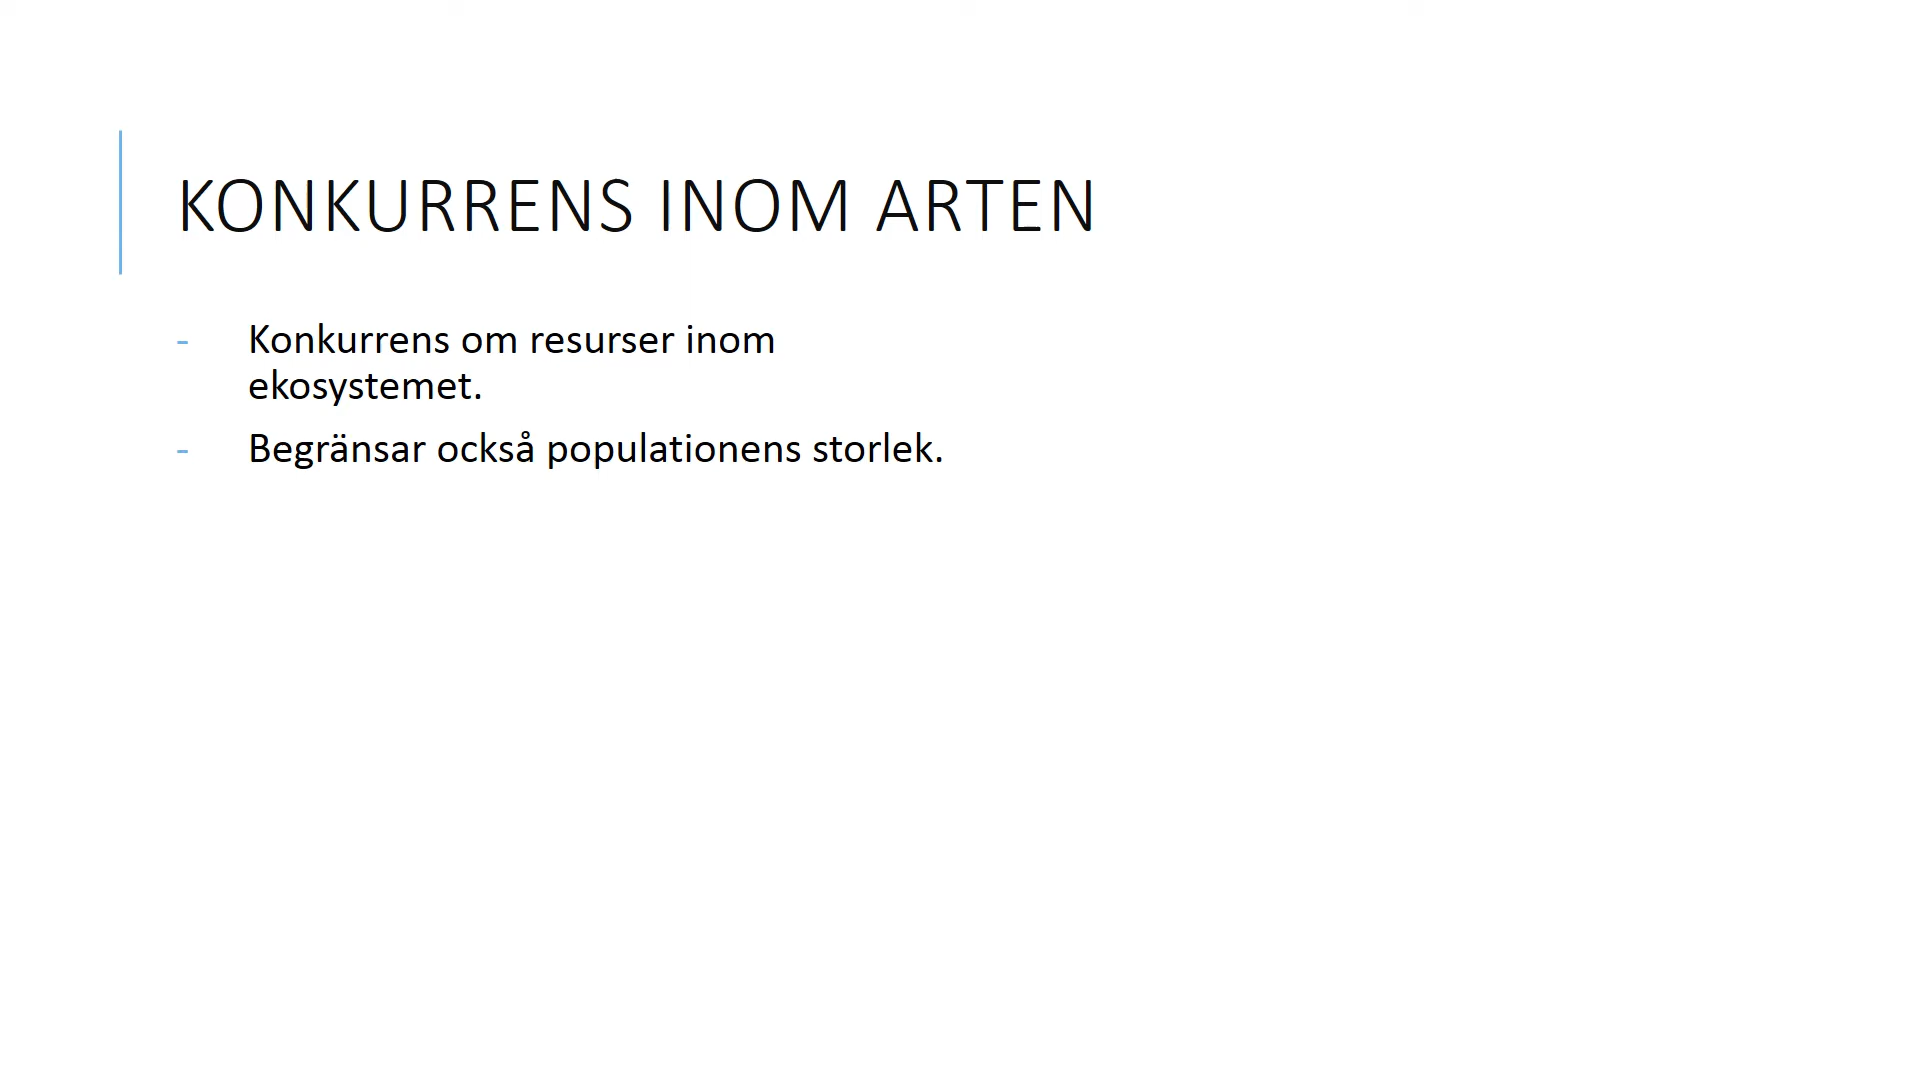 KONKURRENS INOM ARTEN
- Konkurrens om resurser inom
ekosystemet.
- Begränsar också populationens storlek.